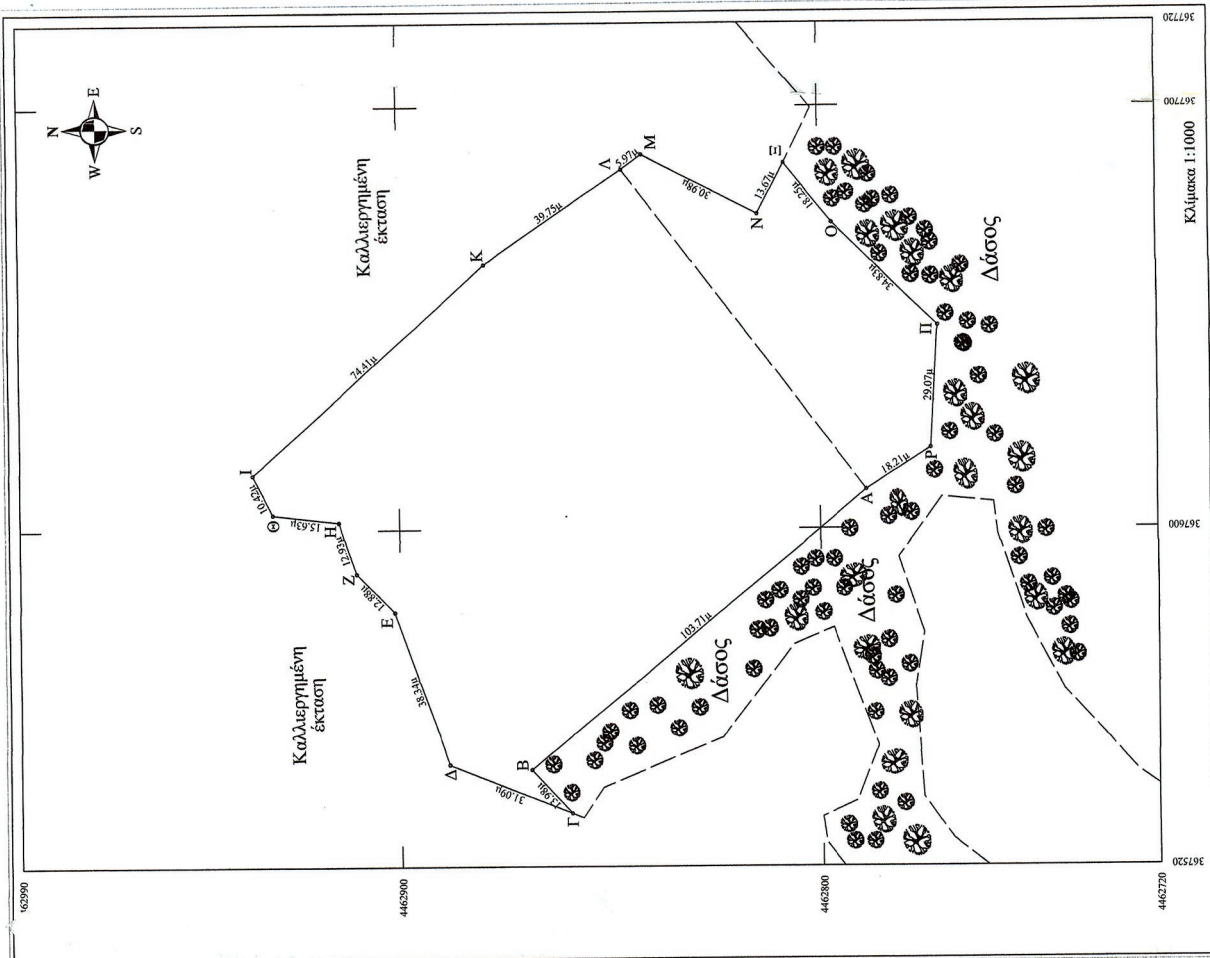 N
W E
S
Καλλιεργημένη
έκταση
Καλλιεργημένη
έκταση
Ι
10.42μ
Θ
15.63μ
Η
12.93μ
Ζ
12.88μ
Ε
38.34μ
Δ
31.09μ
Γ
13.98μ
Β
103.71μ
Α
18.21μ
Ρ
29.07μ
Π
34.83μ
Ο
18.25μ
Ξ
13.67μ
Ν
30.98μ
Μ
5.97μ
Λ
39.75μ
Κ
74.41μ
Δάσος
Δάσος
Δάσος
4462900
4462800
4462720
367520
367600
367700
367720
Κλίμακα 1:1000